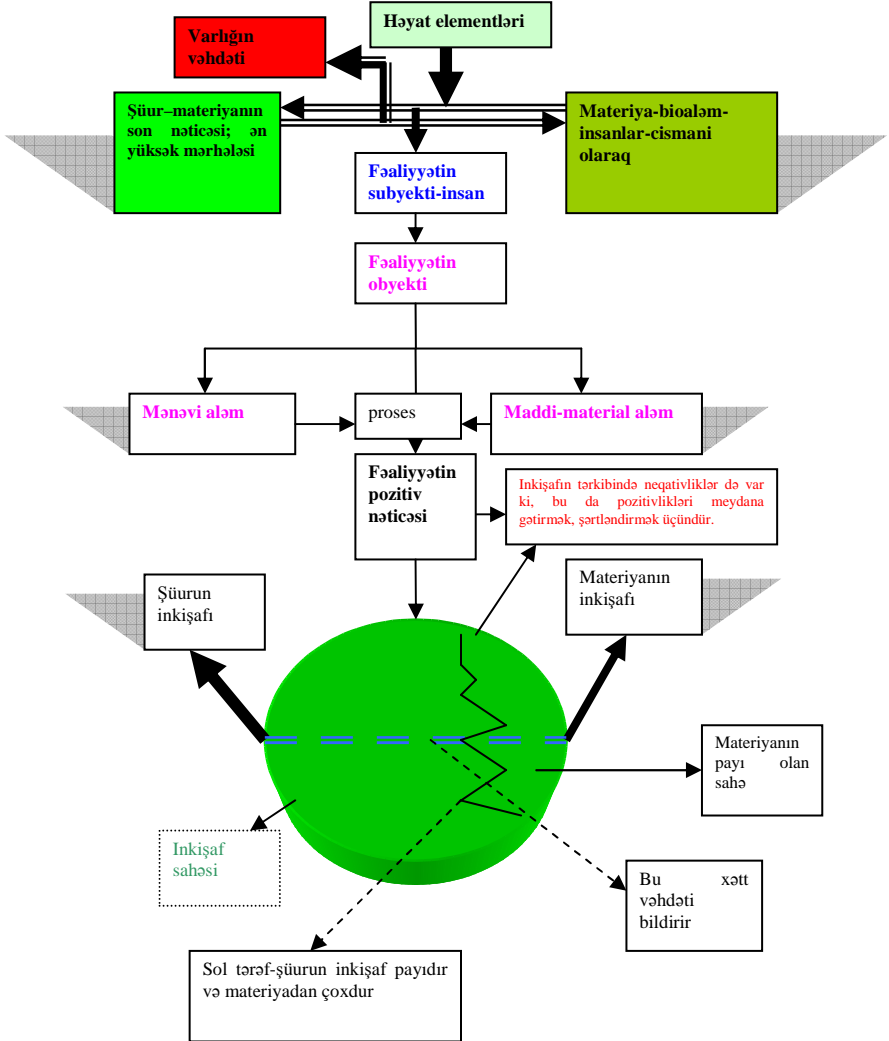 Həyat elementləri
Varlığın
vəhdəti
Şüur–materiyanın
son nəticəsi; ən
yüksək mərhələsi
Materiya-bioaləm-
insanlar-cismani
olaraq
Fəaliyyətin
subyekti-insan
Fəaliyyətin
obyekti
Mənəvi aləm
proses
Maddi-material aləm
Fəaliyyətin
pozitiv
nəticəsi
Inkişafın tərkibində neqativliklər də var
ki, bu da pozitivlikləri meydana
gətirmək, şərtləndirmək üçündür.
Şüurun
inkişafı
Materiyanın
inkişafı
Materiyanın
payı olan
sahə
Inkişaf
sahəsi
Bu xətt
vəhdəti
bildirir
Sol tərəf-şüurun inkişaf payıdır
və materiyadan çoxdur